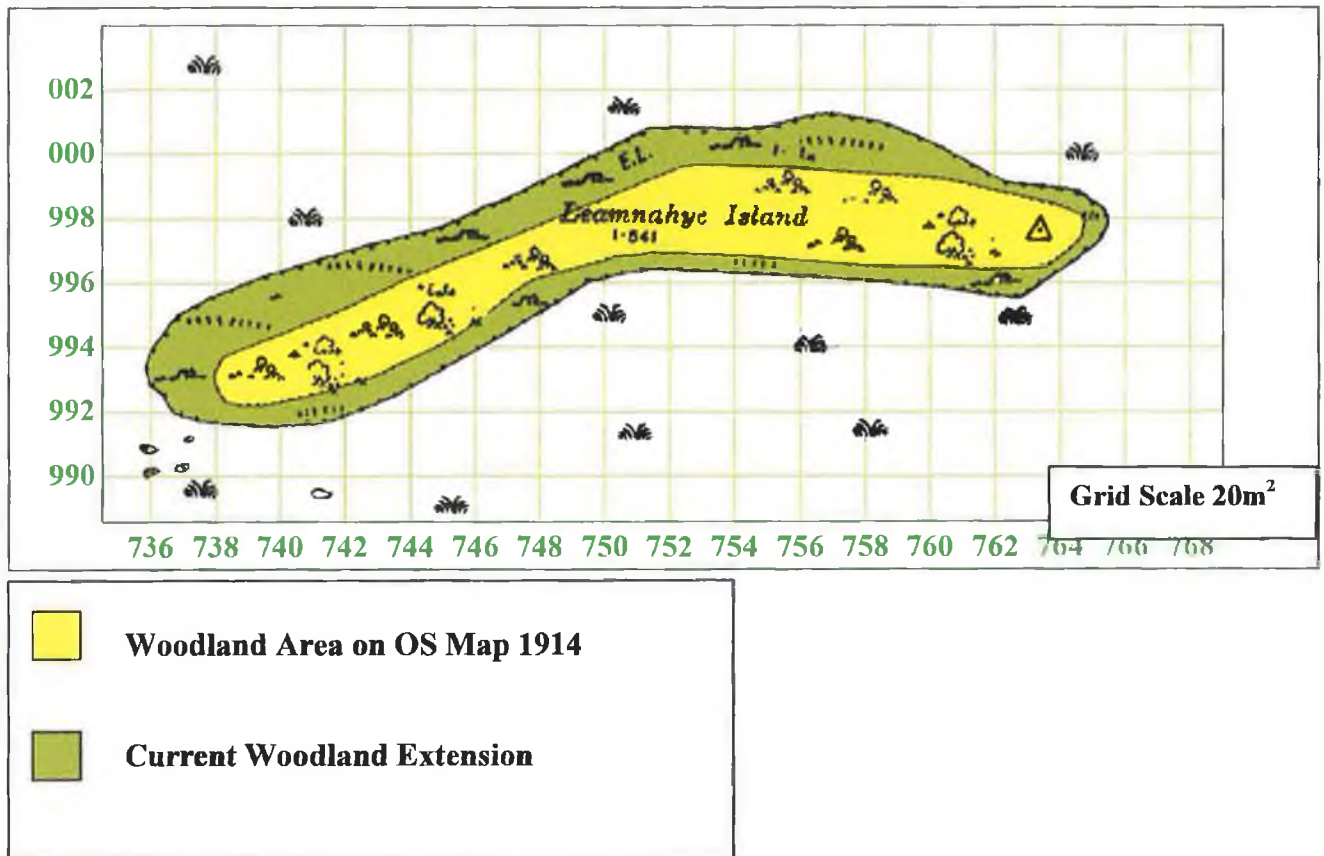 002
000
998
996
994
992
990
E.L.
Leamnahye Island
1·841
Grid Scale 20m²
736 738 740 742 744 746 748 750 752 754 756 758 760 762 764 766 768
Woodland Area on OS Map 1914
Current Woodland Extension